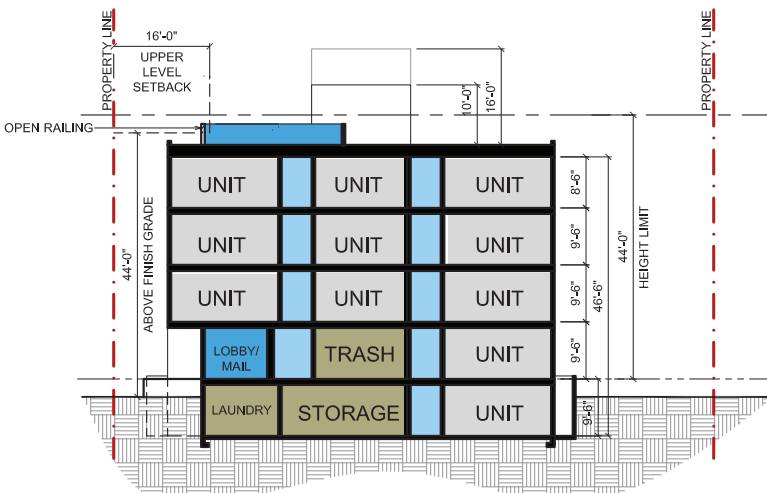 PROPERTY LINE
16'-0"
UPPER
LEVEL
SETBACK
10'-0"
16'-0"
PROPERTY LINE
OPEN RAILING
44'-0"
ABOVE FINISH GRADE
UNIT
UNIT
UNIT
8'-6"
UNIT
UNIT
UNIT
9'-6"
44'-0"
HEIGHT LIMIT
UNIT
UNIT
UNIT
9'-6"
46'-6"
LOBBY/
MAIL
TRASH
UNIT
9'-6"
LAUNDRY
STORAGE
UNIT
9'-6"